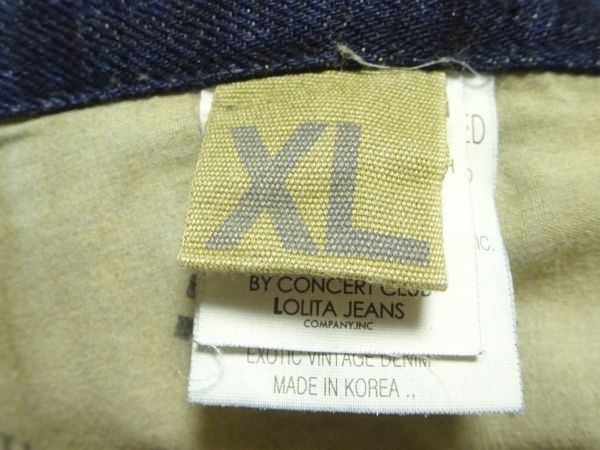 XL
BY CONCERT CLUB
LOLITA JEANS
COMPANY.INC
EXOTIC VINTAGE DENIM
MADE IN KOREA .,